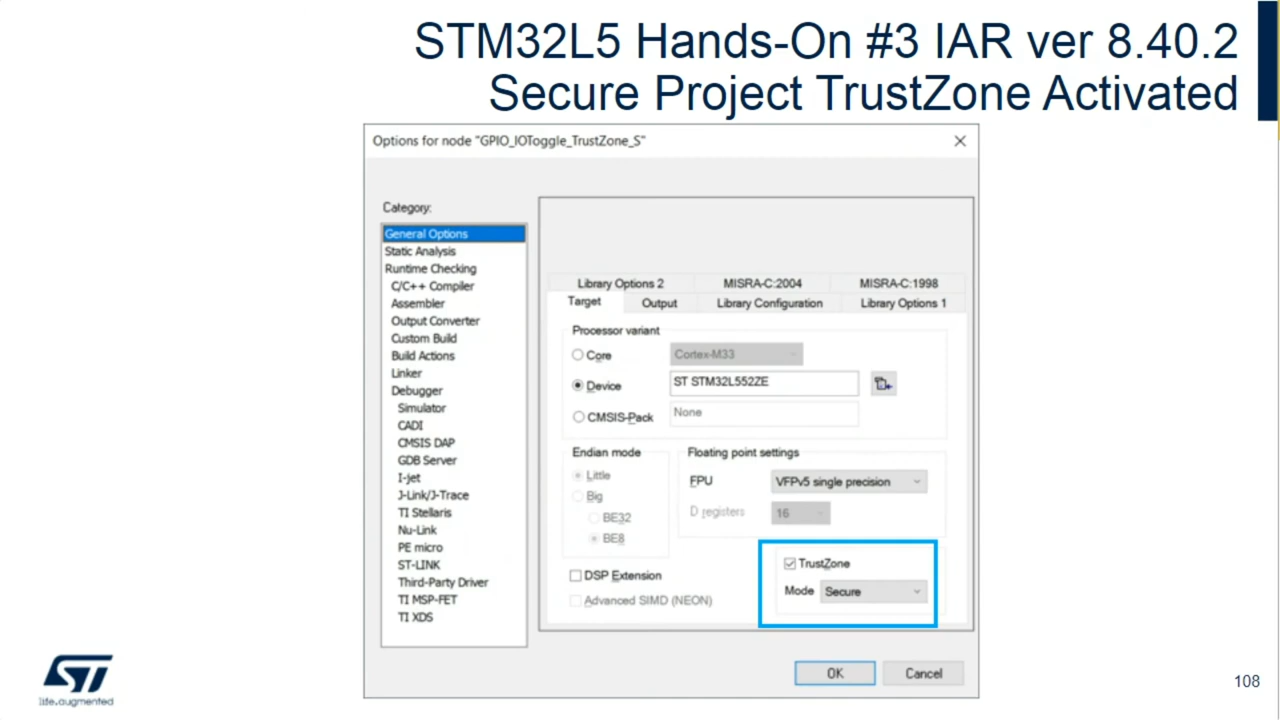 STM32L5 Hands-On #3 IAR ver 8.40.2
Secure Project TrustZone Activated
Options for node "GPIO_IOToggle_TrustZone_S"
Category:
General Options
Static Analysis
Runtime Checking
C/C++ Compiler
Assembler
Output Converter
Custom Build
Build Actions
Linker
Debugger
Simulator
CADI
CMSIS DAP
GDB Server
I-jet
J-Link/J-Trace
TI Stellaris
Nu-Link
PE micro
ST-LINK
Third-Party Driver
TI MSP-FET
TI XDS
Library Options 2 MISRA-C:2004 MISRA-C:1998
Target Output Library Configuration Library Options 1
Processor variant
Core Cortex-M33
Device ST STM32L552ZE
CMSIS-Pack None
Endian mode
Little
Big
BE32
BE8
Floating point settings
FPU VFPv5 single precision
D registers 16
DSP Extension
Advanced SIMD (NEON)
TrustZone
Mode Secure
OK Cancel
ST
life.augmented
108